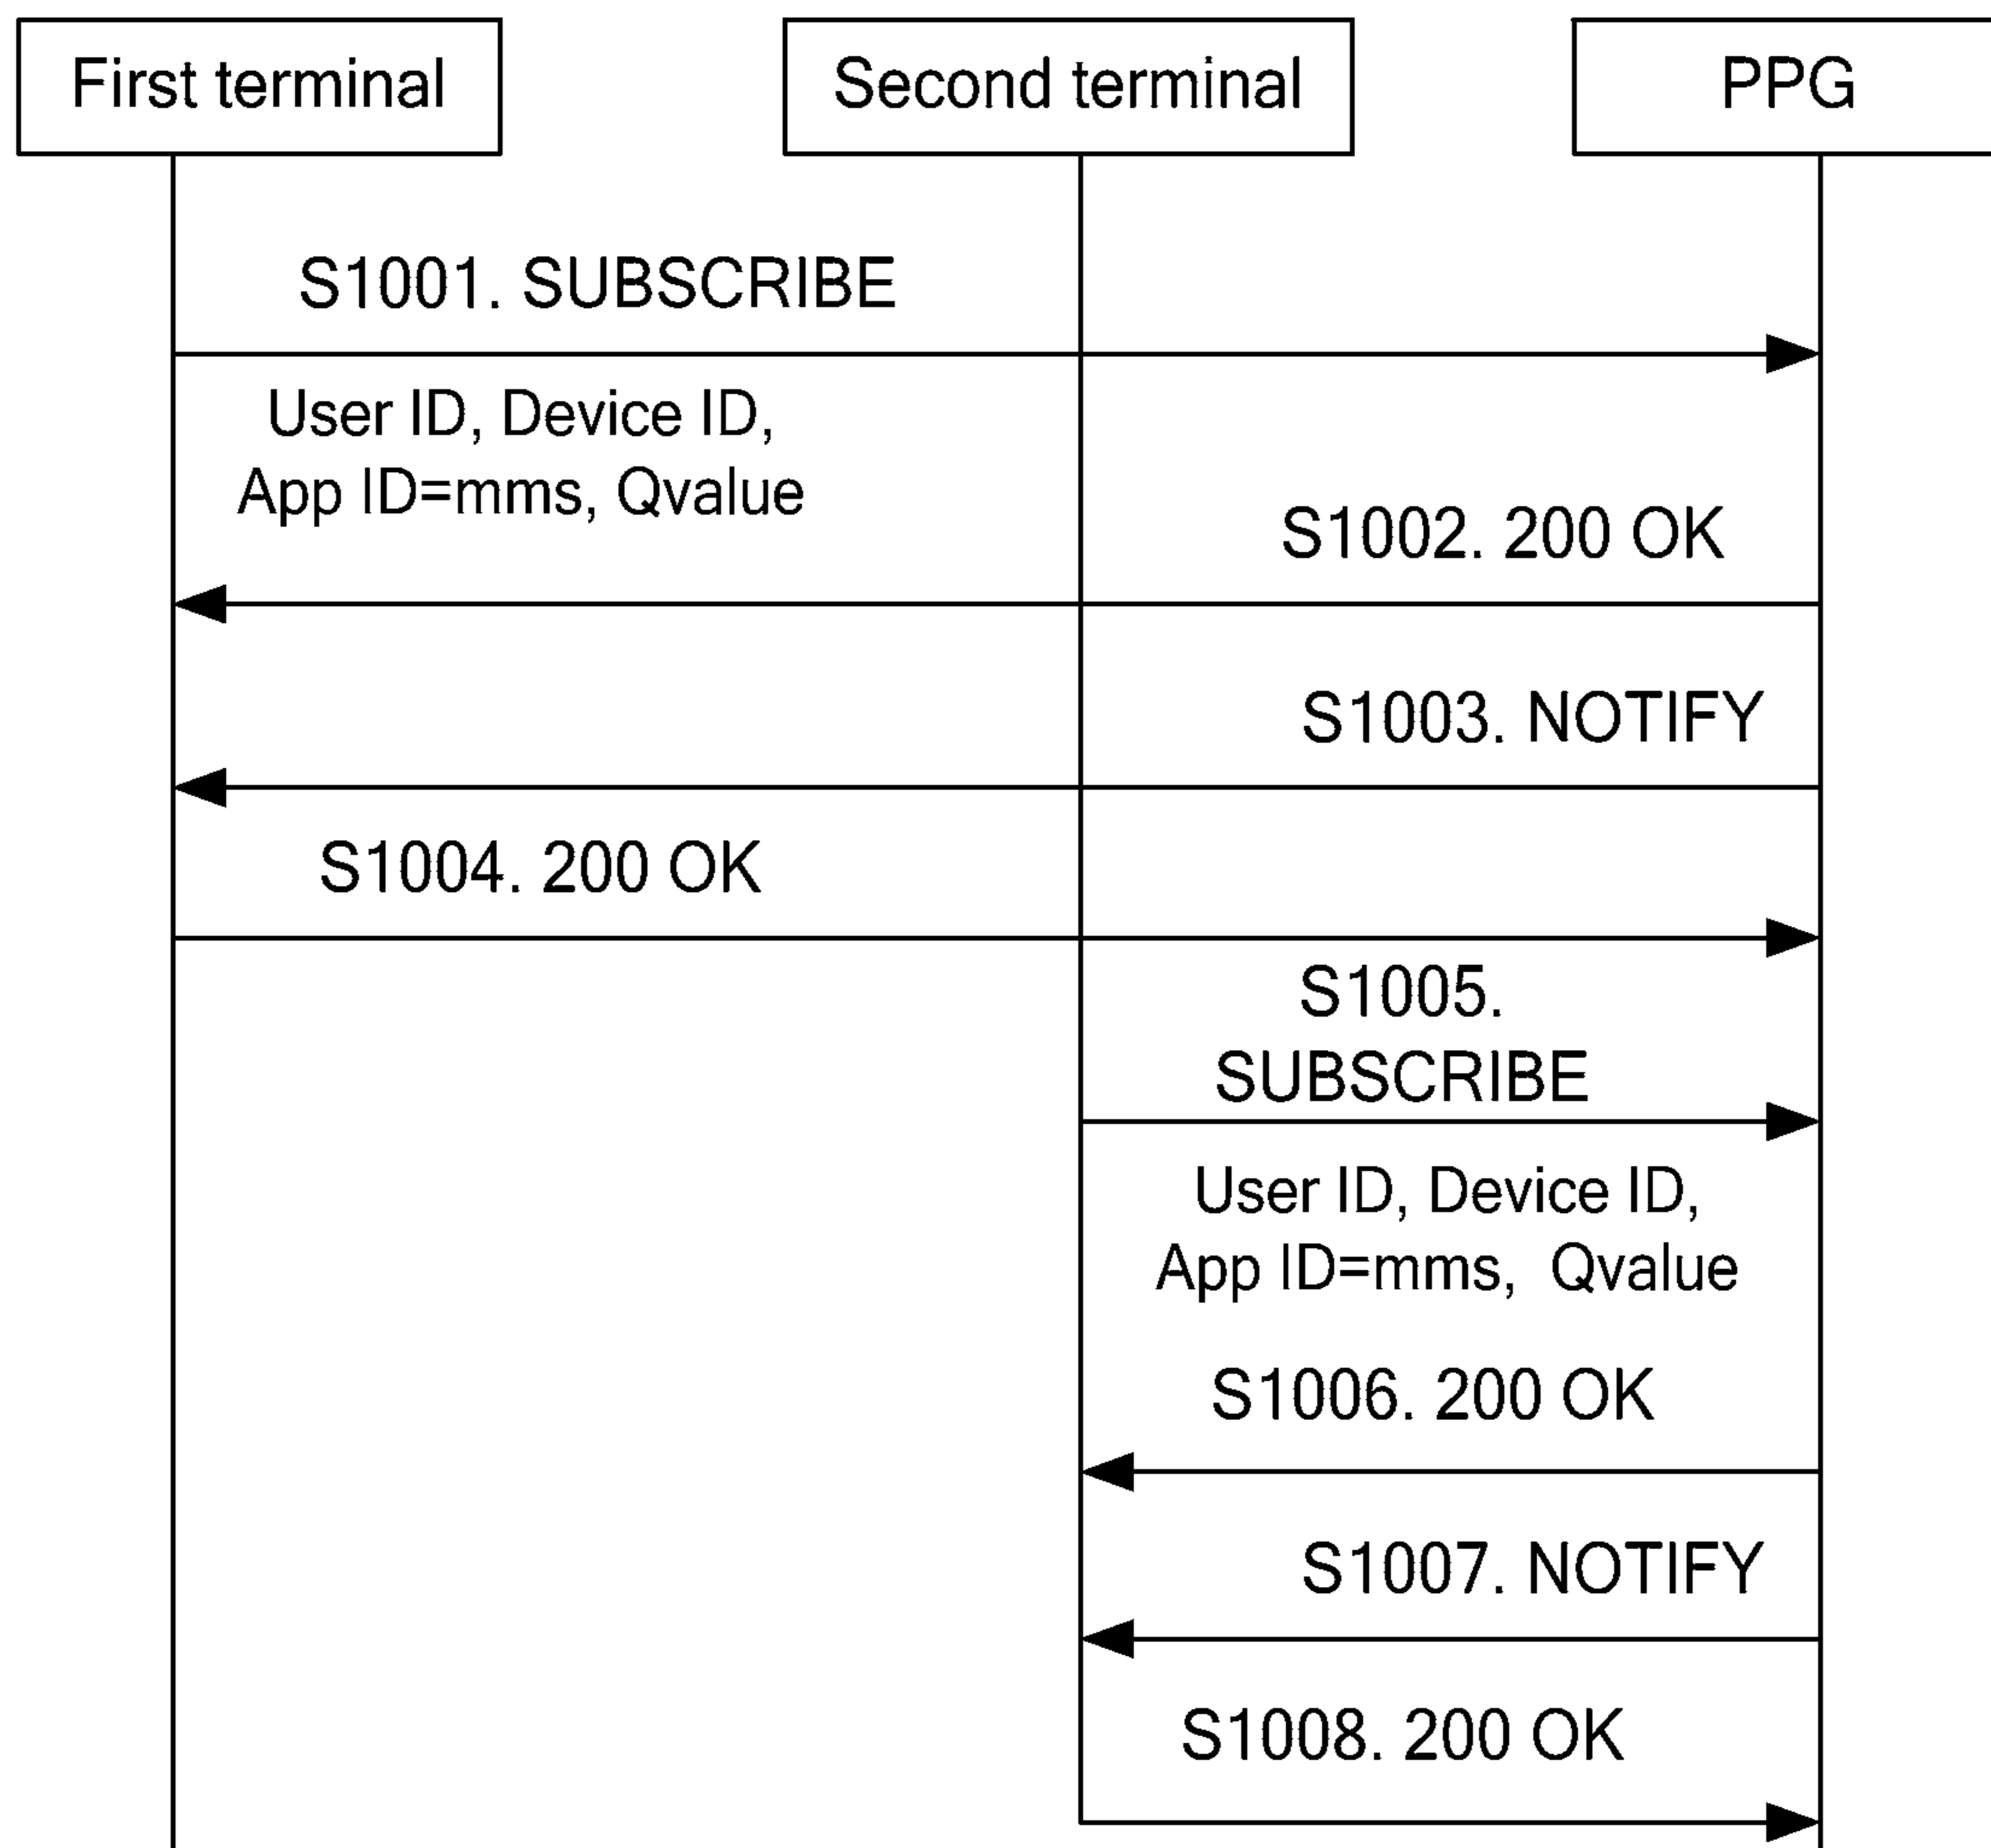 First terminal
Second terminal
PPG
S1001. SUBSCRIBE
User ID, Device ID,
App ID=mms, Qvalue
S1002. 200 OK
S1003. NOTIFY
S1004. 200 OK
S1005.
SUBSCRIBE
User ID, Device ID,
App ID=mms, Qvalue
S1006. 200 OK
S1007. NOTIFY
S1008. 200 OK